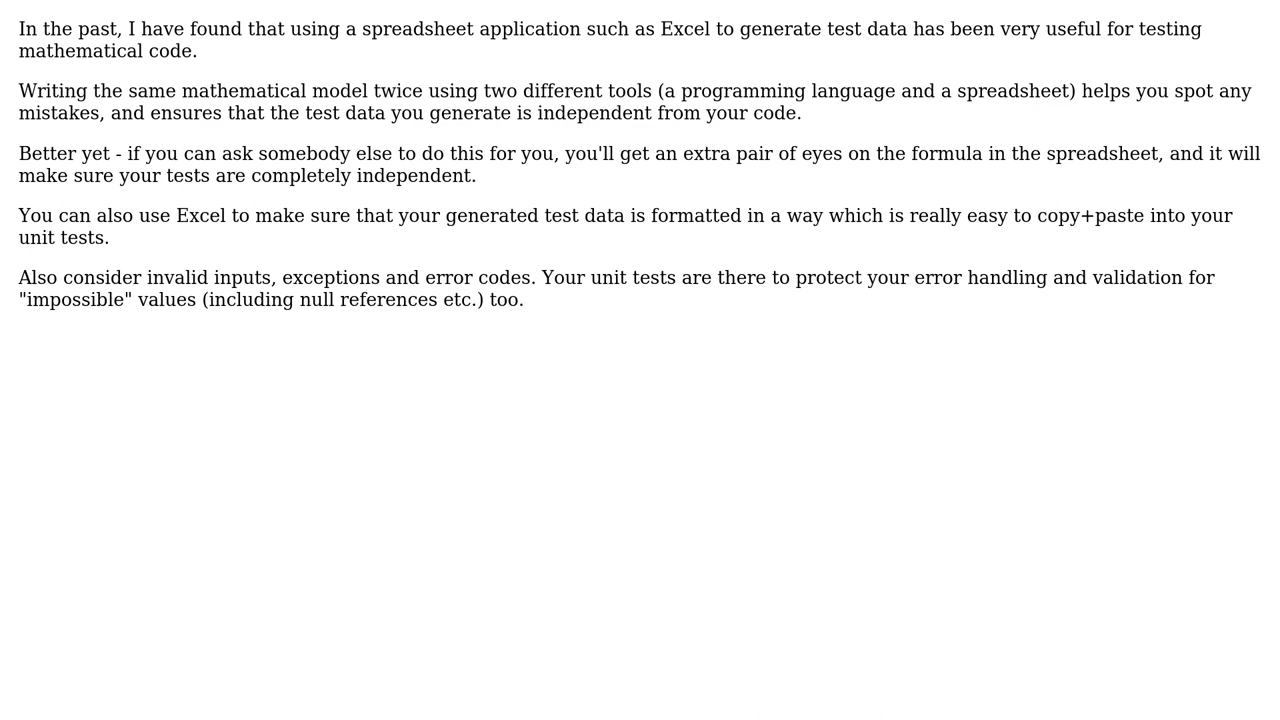 In the past, I have found that using a spreadsheet application such as Excel to generate test data has been very useful for testing
mathematical code.
Writing the same mathematical model twice using two different tools (a programming language and a spreadsheet) helps you spot any
mistakes, and ensures that the test data you generate is independent from your code.
Better yet - if you can ask somebody else to do this for you, you'll get an extra pair of eyes on the formula in the spreadsheet, and it will
make sure your tests are completely independent.
You can also use Excel to make sure that your generated test data is formatted in a way which is really easy to copy+paste into your
unit tests.
Also consider invalid inputs, exceptions and error codes. Your unit tests are there to protect your error handling and validation for
"impossible" values (including null references etc.) too.